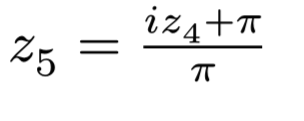 z_5 = \frac{iz_4+\pi}{\pi}